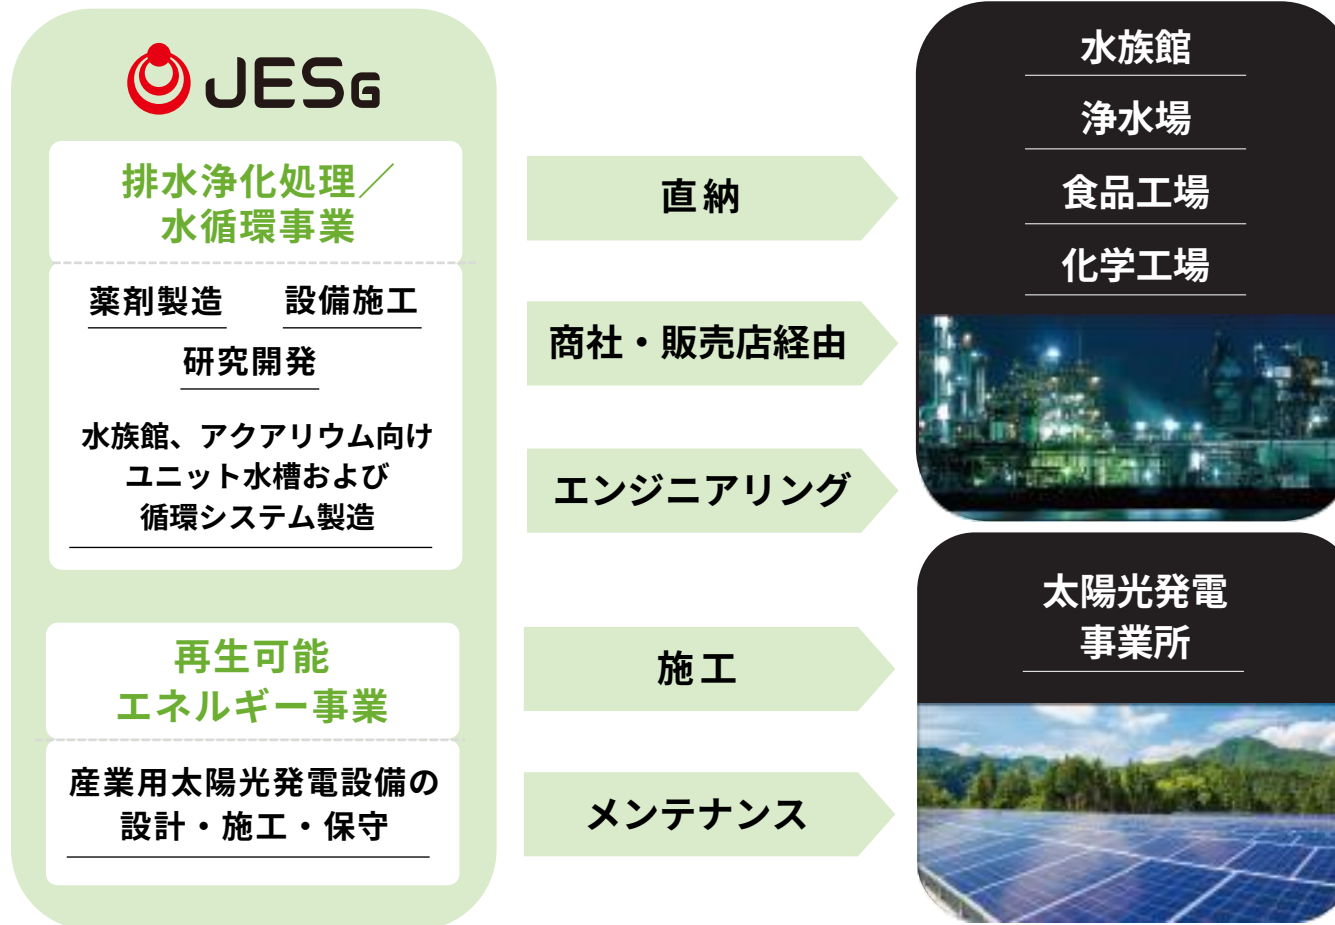 JESG
排水浄化処理／
水循環事業
薬剤製造
設備施工
研究開発
水族館、アクアリウム向け
ユニット水槽および
循環システム製造
再生可能
エネルギー事業
産業用太陽光発電設備の
設計・施工・保守
直納
商社・販売店経由
エンジニアリング
施工
メンテナンス
水族館
浄水場
食品工場
化学工場
太陽光発電
事業所